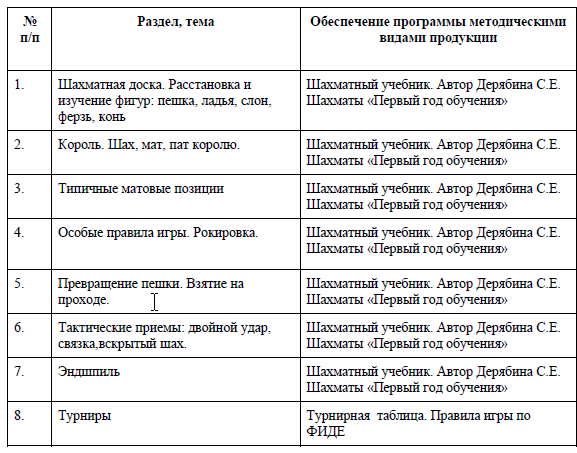 № п/п
Раздел, тема
Обеспечение программы методическими
видами продукции
1.
Шахматная доска. Расстановка и
изучение фигур: пешка, ладья, слон,
ферзь, конь
Шахматный учебник. Автор Дерябина С.Е.
Шахматы «Первый год обучения»
2.
Король. Шах, мат, пат королю.
Шахматный учебник. Автор Дерябина С.Е.
Шахматы «Первый год обучения»
3.
Типичные матовые позиции
Шахматный учебник. Автор Дерябина С.Е.
Шахматы «Первый год обучения»
4.
Особые правила игры. Рокировка.
Шахматный учебник. Автор Дерябина С.Е.
Шахматы «Первый год обучения»
5.
Превращение пешки. Взятие на
проходе.
Шахматный учебник. Автор Дерябина С.Е.
Шахматы «Первый год обучения»
6.
Тактические приемы: двойной удар,
связка,вскрытый шах.
Шахматный учебник. Автор Дерябина С.Е.
Шахматы «Первый год обучения»
7.
Эндшпиль
Шахматный учебник. Автор Дерябина С.Е.
Шахматы «Первый год обучения»
8.
Турниры
Турнирная таблица. Правила игры по
ФИДЕ